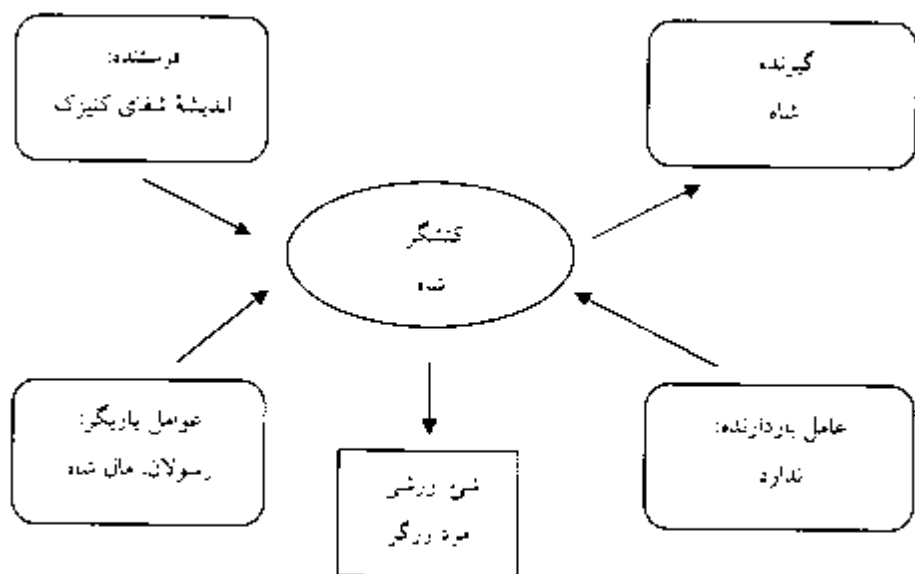 گیرنده
شاه
فرستنده:
اندیشهٔ شفای کنیزک
کنشگر
شاه
عامل بازدارنده:
ندارد
عوامل یاریگر:
رسولان، مال شاه
شیء ارزشی
مرد زرگر